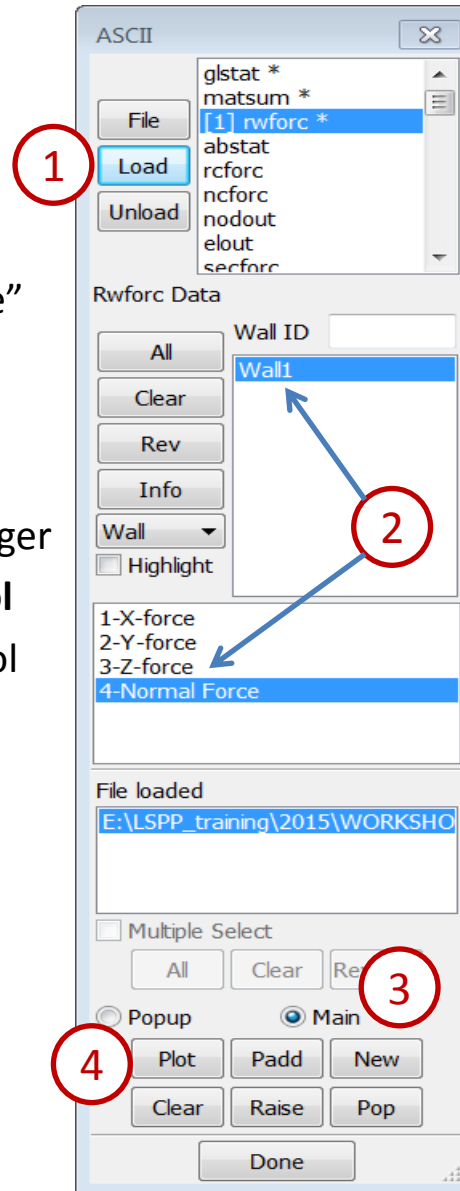 ASCII
glstat *
matsum *
File
[1] rwforc *
abstat
1
Load
rcforc
ncforc
Unload
nodout
elout
secforc
e”
Rwforc Data
Wall ID
All
Wall1
Clear
Rev
Info
ger
Wall
2
Highlight
ol
1-X-force
2-Y-force
ol
3-Z-force
4-Normal Force
File loaded
E:\LSPP_training\2015\WORKSHO
Multiple Select
All Clear
3
Popup Main
4
Plot Padd New
Clear Raise Pop
Done